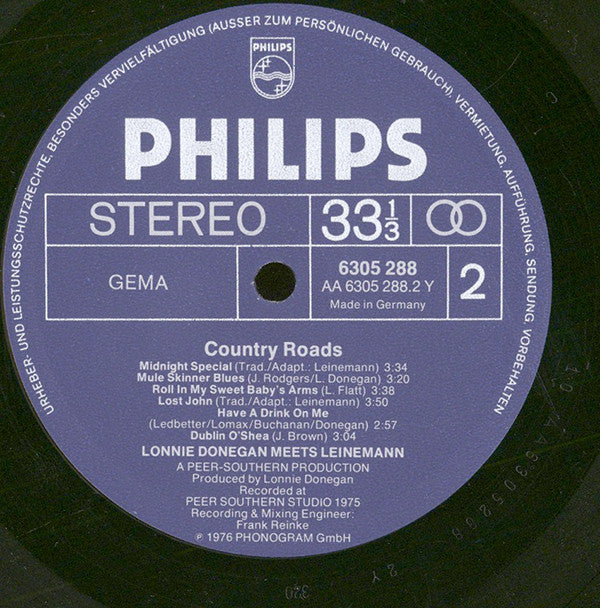 URHEBER- UND LEISTUNGSSCHUTZRECHTE, BESONDERS VERVIELFÄLTIGUNG (AUSSER ZUM PERSÖNLICHEN GEBRAUCH), VERMIETUNG, AUFFÜHRUNG, SENDUNG VORBEHALTEN
PHILIPS
PHILIPS
STEREO 33 1/3
GEMA
6305 288
AA 6305 288.2 Y
Made in Germany
2
Country Roads
Midnight Special (Trad./Adapt.: Leinemann) 3:34
Mule Skinner Blues (J. Rodgers/L. Donegan) 3:20
Roll In My Sweet Baby's Arms (L. Flatt) 3:38
Lost John (Trad./Adapt.: Leinemann) 3:50
Have A Drink On Me
(Ledbetter/Lomax/Buchanan/Donegan) 2:57
Dublin O'Shea (J. Brown) 3:04
LONNIE DONEGAN MEETS LEINEMANN
A PEER-SOUTHERN PRODUCTION
Produced by Lonnie Donegan
Recorded at
PEER SOUTHERN STUDIO 1975
Recording & Mixing Engineer:
Frank Reinke
℗ 1976 PHONOGRAM GmbH
320